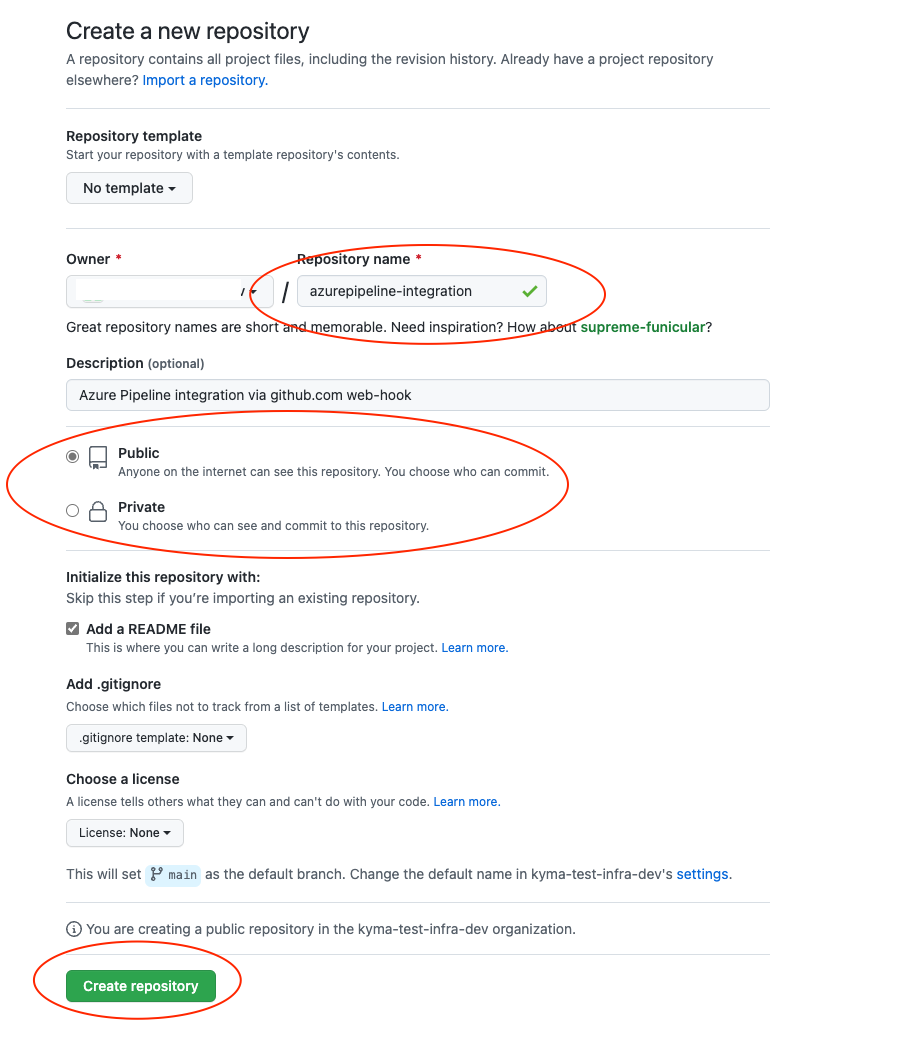 Create a new repository
A repository contains all project files, including the revision history. Already have a project repository
elsewhere? Import a repository.
Repository template
Start your repository with a template repository's contents.
No template
Owner *
Repository name *
/
/
azurepipeline-integration
Great repository names are short and memorable. Need inspiration? How about supreme-funicular?
Description (optional)
Azure Pipeline integration via github.com web-hook
Public
Anyone on the internet can see this repository. You choose who can commit.
Private
You choose who can see and commit to this repository.
Initialize this repository with:
Skip this step if you’re importing an existing repository.
Add a README file
This is where you can write a long description for your project. Learn more.
Add .gitignore
Choose which files not to track from a list of templates. Learn more.
.gitignore template: None
Choose a license
A license tells others what they can and can't do with your code. Learn more.
License: None
This will set main as the default branch. Change the default name in kyma-test-infra-dev's settings.
You are creating a public repository in the kyma-test-infra-dev organization.
Create repository